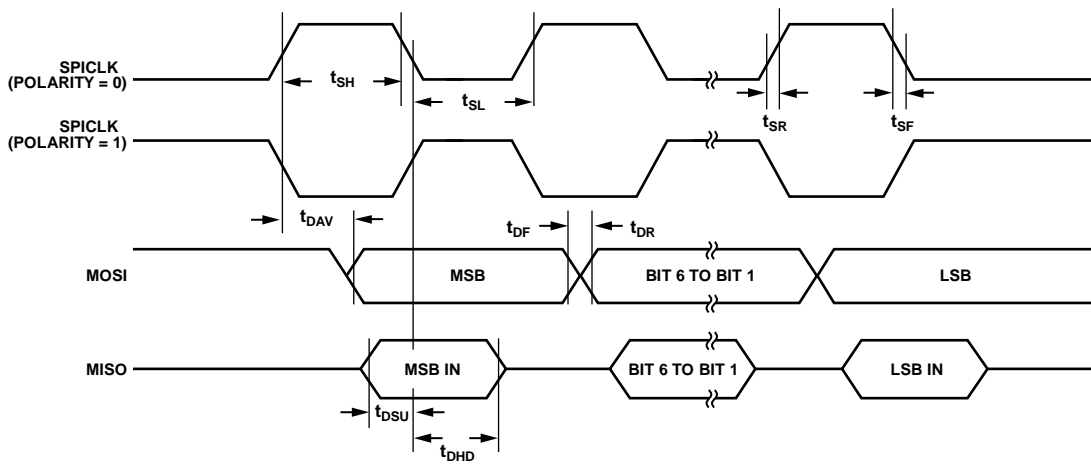 SPICLK
(POLARITY = 0)
tSH
tSL
tSR
tSF
SPICLK
(POLARITY = 1)
tDAV
tDF
tDR
MOSI
MSB
BIT 6 TO BIT 1
LSB
MISO
MSB IN
BIT 6 TO BIT 1
LSB IN
tDSU
tDHD